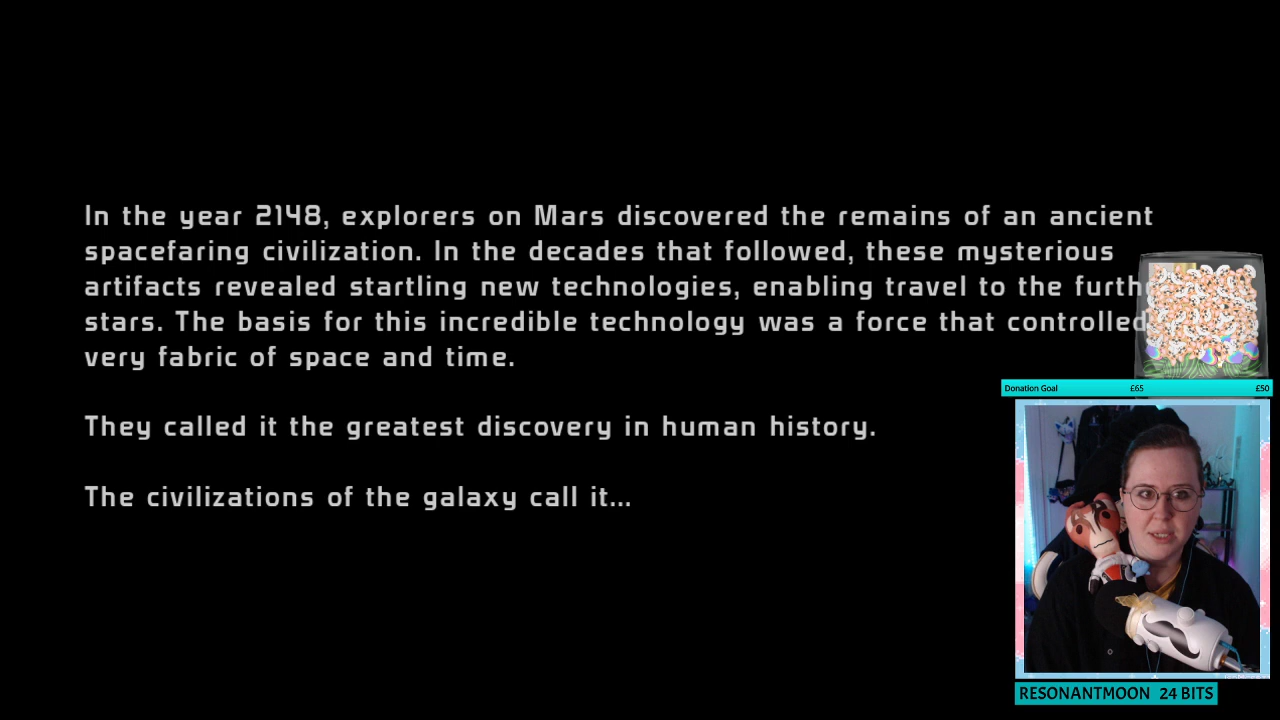 In the year 2148, explorers on Mars discovered the remains of an ancient
spacefaring civilization. In the decades that followed, these mysterious
artifacts revealed startling new technologies, enabling travel to the
stars. The basis for this incredible technology was a force that controlled
very fabric of space and time.
They called it the greatest discovery in human history.
The civilizations of the galaxy call it...
Donation Goal £65 £50
RESONANTMOON 24 BITS